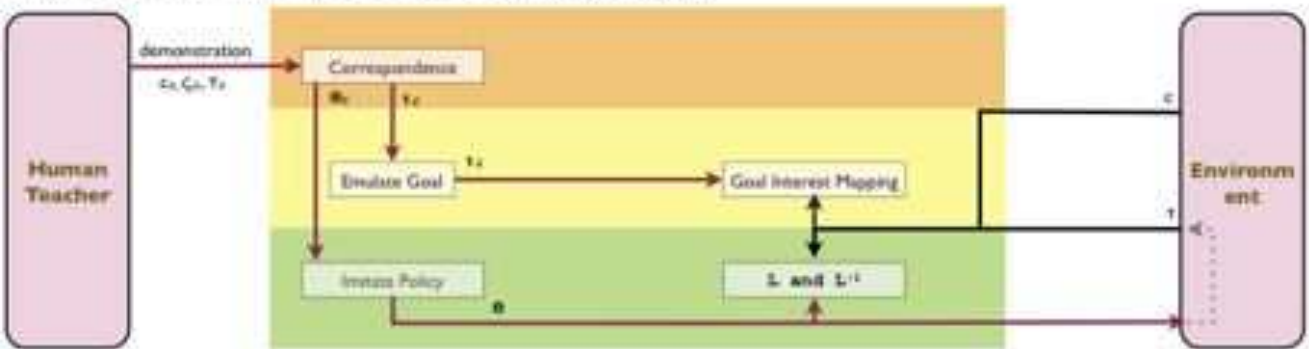 demonstration
Correspondence
Human
Teacher
Emulate Goal
Goal Interest Mapping
Environm
ent
Imitate Policy
L and L⁻¹
θ
c
τ